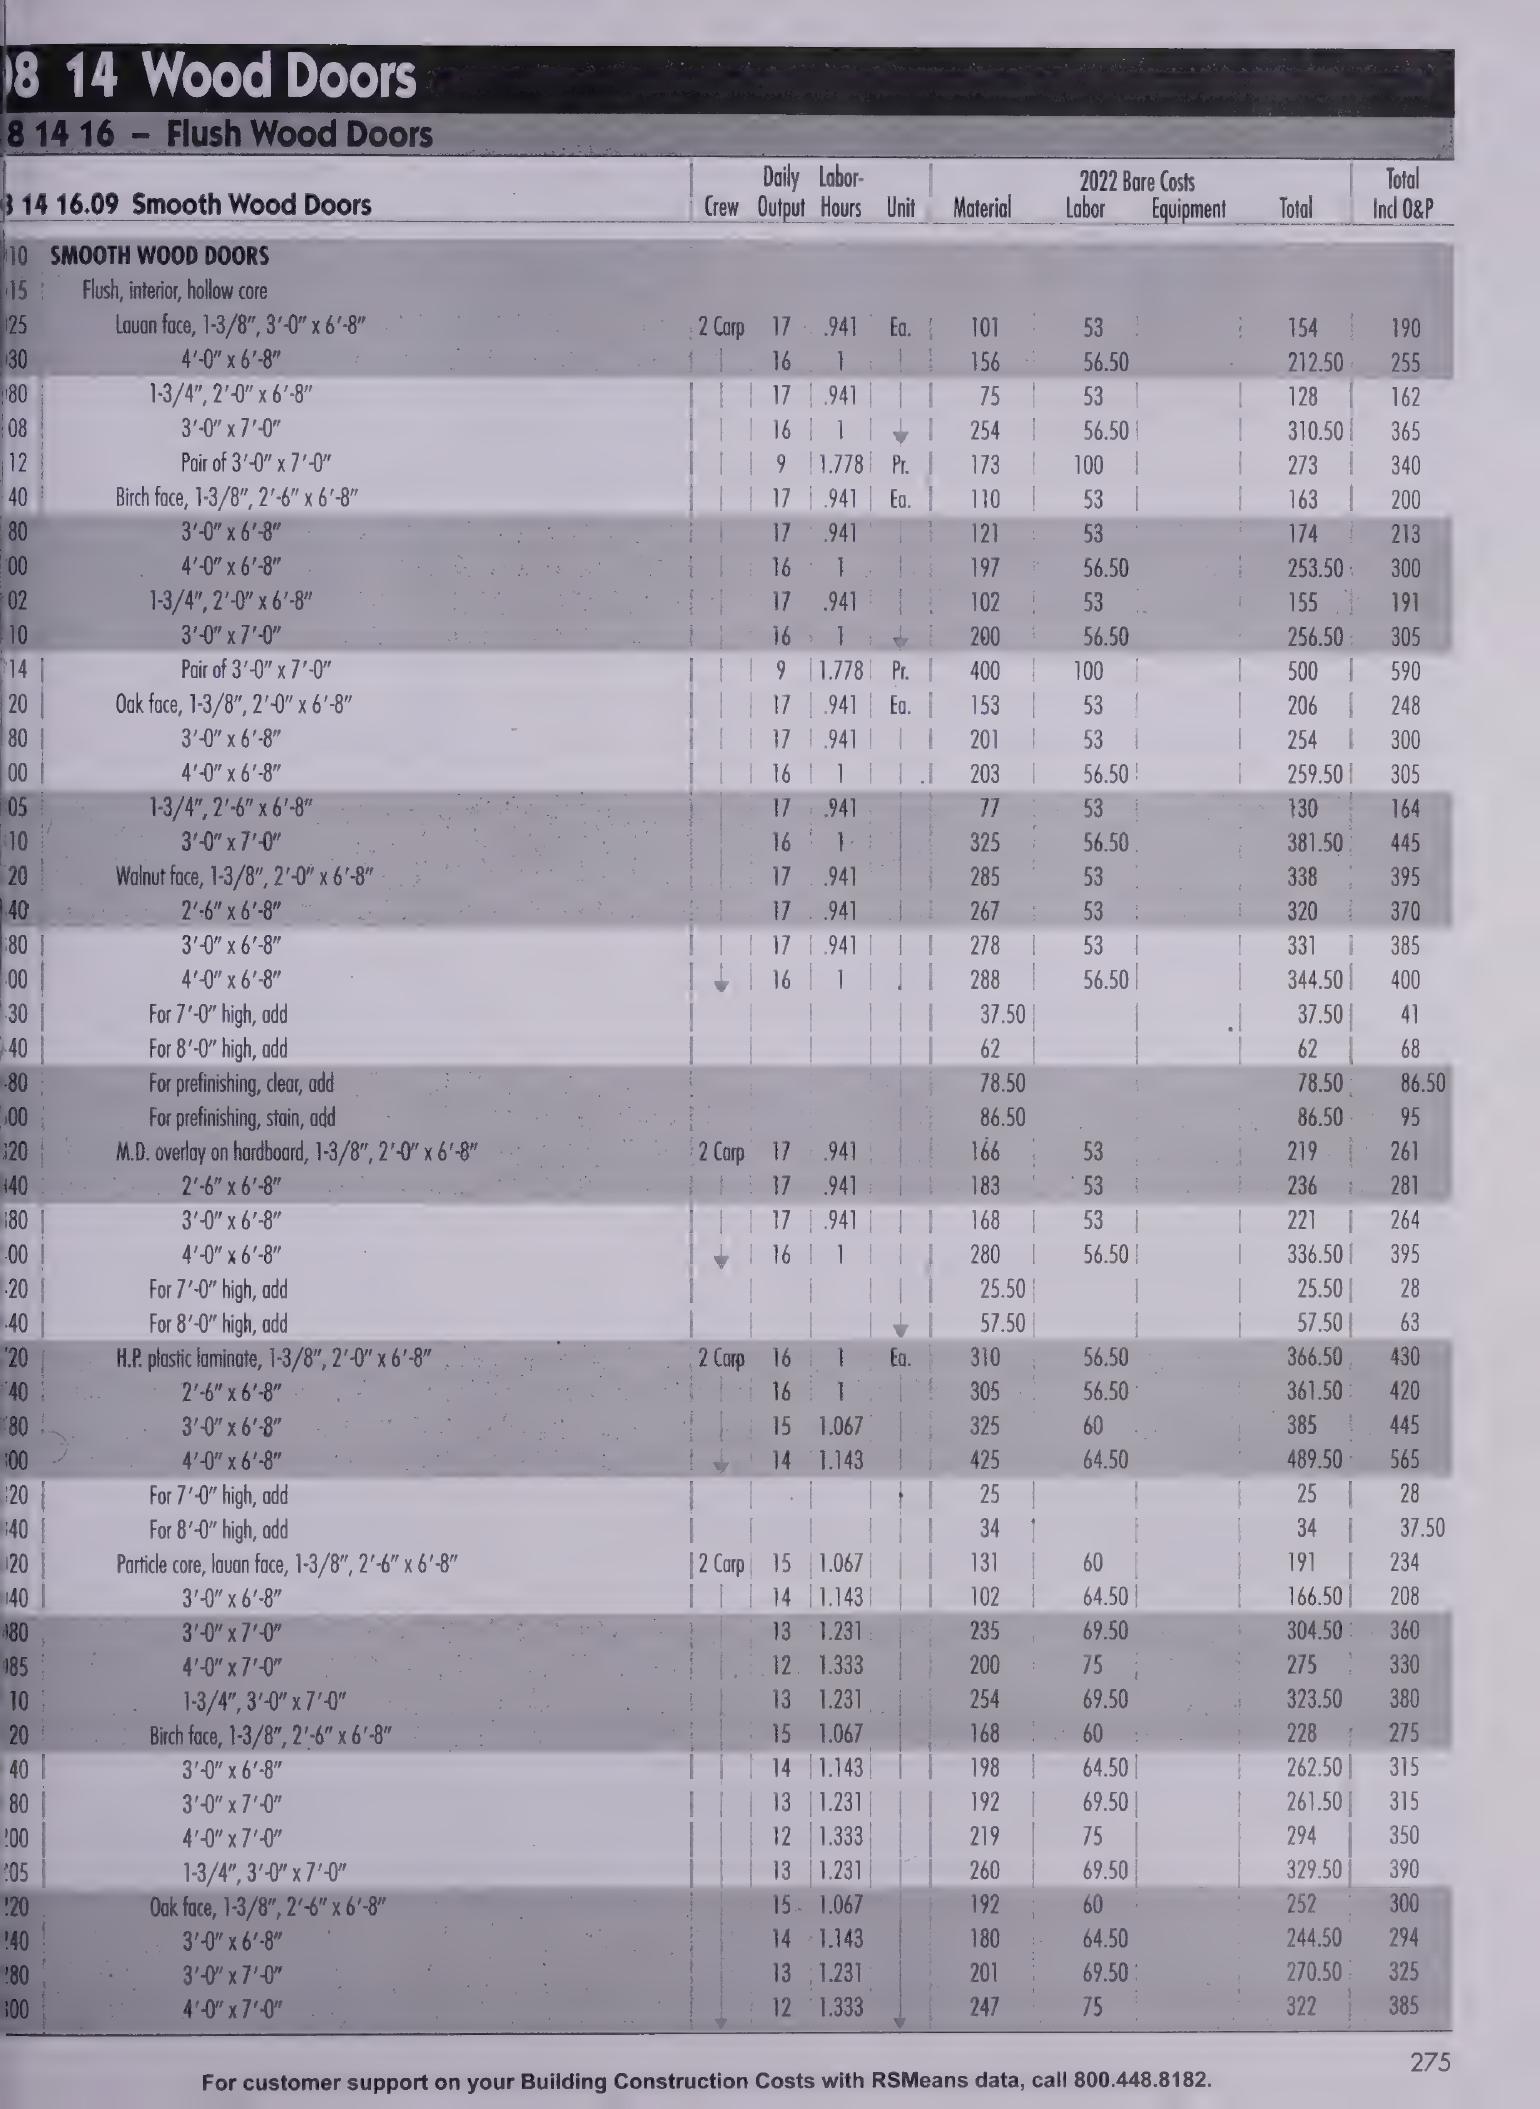 08 14 Wood Doors
8 14 16 – Flush Wood Doors
Daily Labor- 2022 Bare Costs Total
14 16.09 Smooth Wood Doors Crew Output Hours Unit Material Labor Equipment Total Incl O&P
10 SMOOTH WOOD DOORS
15 Flush, interior, hollow core
25 Lauan face, 1-3/8", 3'-0" x 6'-8" 2 Carp 17 .941 Ea. 101 53 154 190
30 4'-0" x 6'-8" 16 1 156 56.50 212.50 255
80 1-3/4", 2'-0" x 6'-8" 17 .941 75 53 128 162
08 3'-0" x 7'-0" 16 1 254 56.50 310.50 365
12 Pair of 3'-0" x 7'-0" 9 1.778 Pr. 173 100 273 340
40 Birch face, 1-3/8", 2'-6" x 6'-8" 17 .941 Ea. 110 53 163 200
80 3'-0" x 6'-8" 17 .941 121 53 174 213
00 4'-0" x 6'-8" 16 1 197 56.50 253.50 300
02 1-3/4", 2'-0" x 6'-8" 17 .941 102 53 155 191
10 3'-0" x 7'-0" 16 1 200 56.50 256.50 305
14 Pair of 3'-0" x 7'-0" 9 1.778 Pr. 400 100 500 590
20 Oak face, 1-3/8", 2'-0" x 6'-8" 17 .941 Ea. 153 53 206 248
80 3'-0" x 6'-8" 17 .941 201 53 254 300
00 4'-0" x 6'-8" 16 1 203 56.50 259.50 305
05 1-3/4", 2'-6" x 6'-8" 17 .941 77 53 130 164
10 3'-0" x 7'-0" 16 1 325 56.50 381.50 445
20 Walnut face, 1-3/8", 2'-0" x 6'-8" 17 .941 285 53 338 395
40 2'-6" x 6'-8" 17 .941 267 53 320 370
80 3'-0" x 6'-8" 17 .941 278 53 331 385
00 4'-0" x 6'-8" 16 1 288 56.50 344.50 400
30 For 7'-0" high, add 37.50 37.50 41
40 For 8'-0" high, add 62 62 68
80 For prefinishing, clear, add 78.50 78.50 86.50
00 For prefinishing, stain, add 86.50 86.50 95
20 M.D. overlay on hardboard, 1-3/8", 2'-0" x 6'-8" 2 Carp 17 .941 166 53 219 261
40 2'-6" x 6'-8" 17 .941 183 53 236 281
80 3'-0" x 6'-8" 17 .941 168 53 221 264
00 4'-0" x 6'-8" 16 1 280 56.50 336.50 395
20 For 7'-0" high, add 25.50 25.50 28
40 For 8'-0" high, add 57.50 57.50 63
20 H.P. plastic laminate, 1-3/8", 2'-0" x 6'-8" 2 Carp 16 1 Ea. 310 56.50 366.50 430
40 2'-6" x 6'-8" 16 1 305 56.50 361.50 420
80 3'-0" x 6'-8" 15 1.067 325 60 385 445
00 4'-0" x 6'-8" 14 1.143 425 64.50 489.50 565
20 For 7'-0" high, add 25 25 28
40 For 8'-0" high, add 34 34 37.50
20 Particle core, lauan face, 1-3/8", 2'-6" x 6'-8" 2 Carp 15 1.067 131 60 191 234
40 3'-0" x 6'-8" 14 1.143 102 64.50 166.50 208
80 3'-0" x 7'-0" 13 1.231 235 69.50 304.50 360
85 4'-0" x 7'-0" 12 1.333 200 75 275 330
10 1-3/4", 3'-0" x 7'-0" 13 1.231 254 69.50 323.50 380
20 Birch face, 1-3/8", 2'-6" x 6'-8" 15 1.067 168 60 228 275
40 3'-0" x 6'-8" 14 1.143 198 64.50 262.50 315
80 3'-0" x 7'-0" 13 1.231 192 69.50 261.50 315
00 4'-0" x 7'-0" 12 1.333 219 75 294 350
05 1-3/4", 3'-0" x 7'-0" 13 1.231 260 69.50 329.50 390
20 Oak face, 1-3/8", 2'-6" x 6'-8" 15 1.067 192 60 252 300
40 3'-0" x 6'-8" 14 1.143 180 64.50 244.50 294
80 3'-0" x 7'-0" 13 1.231 201 69.50 270.50 325
00 4'-0" x 7'-0" 12 1.333 247 75 322 385
275
For customer support on your Building Construction Costs with RSMeans data, call 800.448.8182.